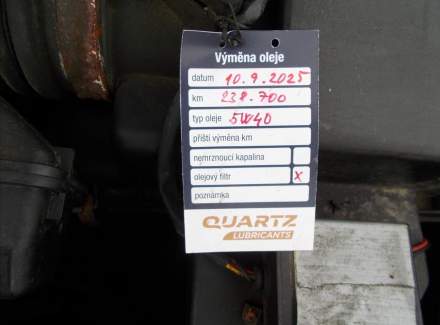 Výměna oleje
datum 10.9.2025
km 238.700
typ oleje 5W40
příští výměna km
nemrznoucí kapalina
olejový filtr x
poznámka
QUARTZ
LUBRICANTS